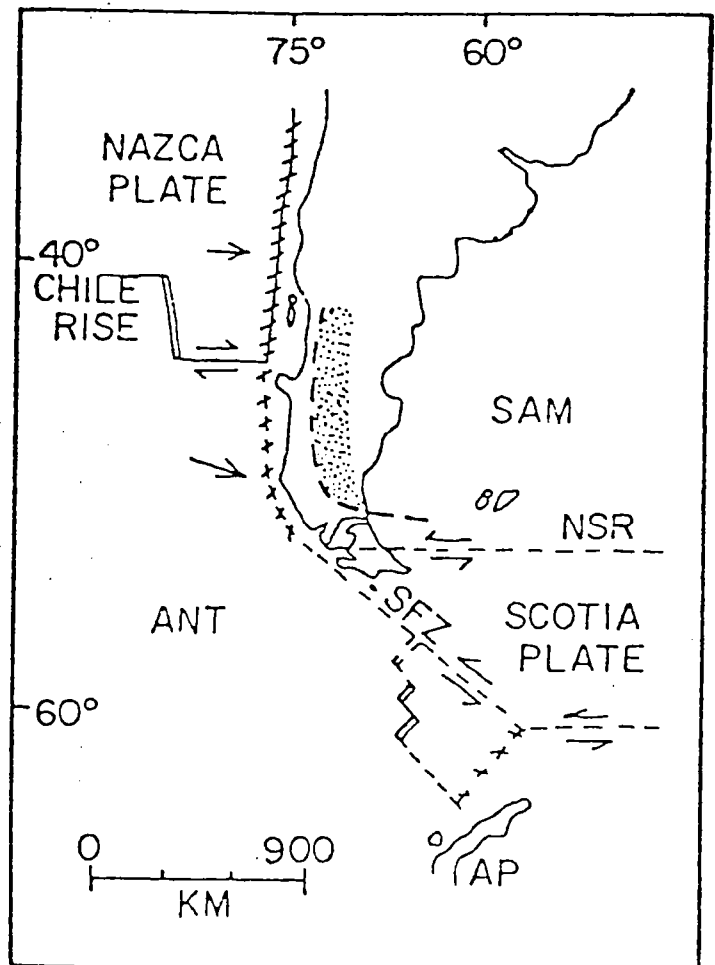 75° 60°
NAZCA
PLATE
40°
CHILE
RISE
SAM
NSR
ANT
SFZ
SCOTIA
PLATE
60°
0 900
KM
AP